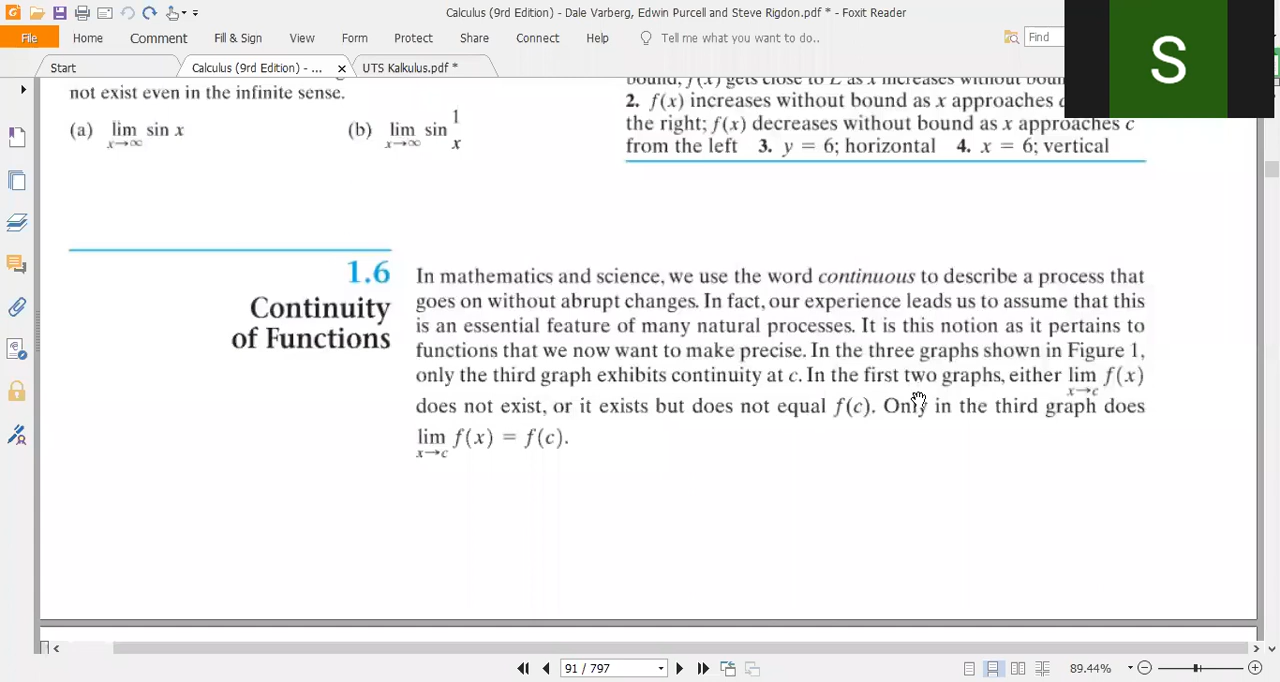 Calculus (9rd Edition) - Dale Varberg, Edwin Purcell and Steve Rigdon.pdf * - Foxit Reader
File Home Comment Fill & Sign View Form Protect Share Connect Help Tell me what you want to do.. Find
Start Calculus (9rd Edition) - ... × UTS Kalkulus.pdf *
S
not exist even in the infinite sense.
(a) lim x→∞ sin x (b) lim x→∞ sin 1/x
bound; f(x) gets close to L as x increases without boun
2. f(x) increases without bound as x approaches c
the right; f(x) decreases without bound as x approaches c
from the left 3. y = 6; horizontal 4. x = 6; vertical
1.6
Continuity
of Functions
In mathematics and science, we use the word continuous to describe a process that
goes on without abrupt changes. In fact, our experience leads us to assume that this
is an essential feature of many natural processes. It is this notion as it pertains to
functions that we now want to make precise. In the three graphs shown in Figure 1,
only the third graph exhibits continuity at c. In the first two graphs, either lim x→c f(x)
does not exist, or it exists but does not equal f(c). Only in the third graph does
lim x→c f(x) = f(c).
91 / 797 89.44%